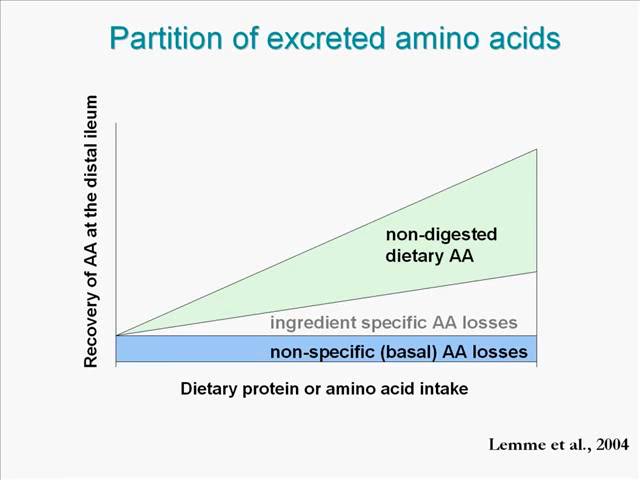 Partition of excreted amino acids
Recovery of AA at the distal ileum
non-digested
dietary AA
ingredient specific AA losses
non-specific (basal) AA losses
Dietary protein or amino acid intake
Lemme et al., 2004